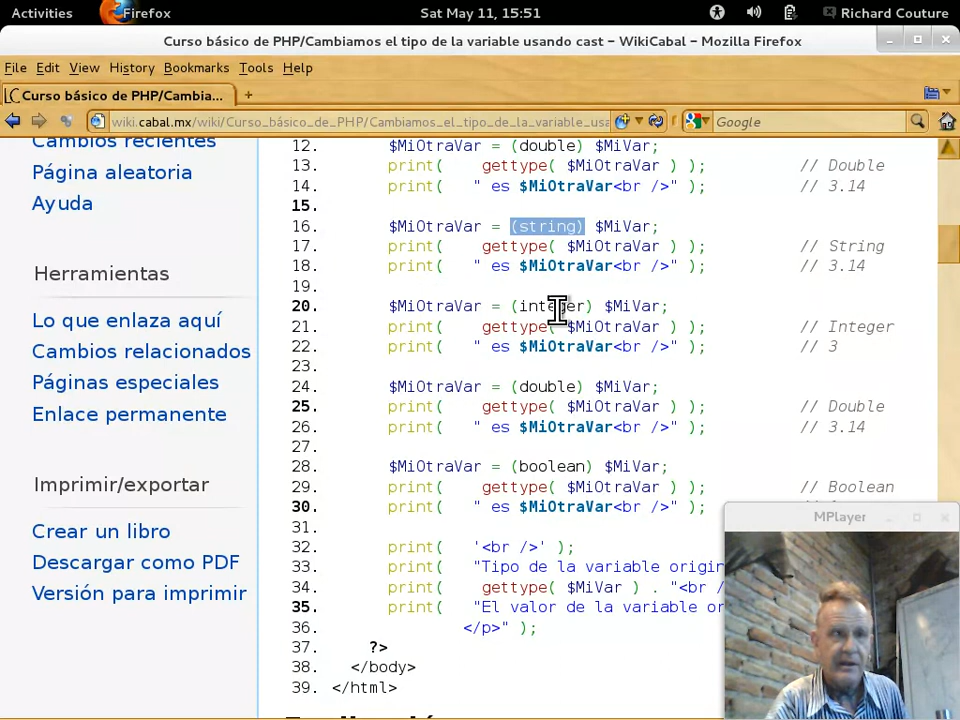 Activities Firefox Sat May 11, 15:51 Richard Couture
Curso básico de PHP/Cambiamos el tipo de la variable usando cast – WikiCabal – Mozilla Firefox
File Edit View History Bookmarks Tools Help
Curso básico de PHP/Cambia...
wiki.cabal.mx/wiki/Curso_básico_de_PHP/Cambiamos_el_tipo_de_la_variable_usa Google
Cambios recientes
Página aleatoria
Ayuda
Herramientas
Lo que enlaza aquí
Cambios relacionados
Páginas especiales
Enlace permanente
Imprimir/exportar
Crear un libro
Descargar como PDF
Versión para imprimir
12. $MiOtraVar = (double) $MiVar;
13. print( gettype( $MiOtraVar ) ); // Double
14. print( " es $MiOtraVar<br />" ); // 3.14
15.
16. $MiOtraVar = (string) $MiVar;
17. print( gettype( $MiOtraVar ) ); // String
18. print( " es $MiOtraVar<br />" ); // 3.14
19.
20. $MiOtraVar = (integer) $MiVar;
21. print( gettype( $MiOtraVar ) ); // Integer
22. print( " es $MiOtraVar<br />" ); // 3
23.
24. $MiOtraVar = (double) $MiVar;
25. print( gettype( $MiOtraVar ) ); // Double
26. print( " es $MiOtraVar<br />" ); // 3.14
27.
28. $MiOtraVar = (boolean) $MiVar;
29. print( gettype( $MiOtraVar ) ); // Boolean
30. print( " es $MiOtraVar<br />" );
31.
32. print( '<br />' );
33. print( "Tipo de la variable origin
34. gettype( $MiVar ) . "<br /
35. print( "El valor de la variable or
36. </p>" );
37. ?>
38. </body>
39. </html>
MPlayer